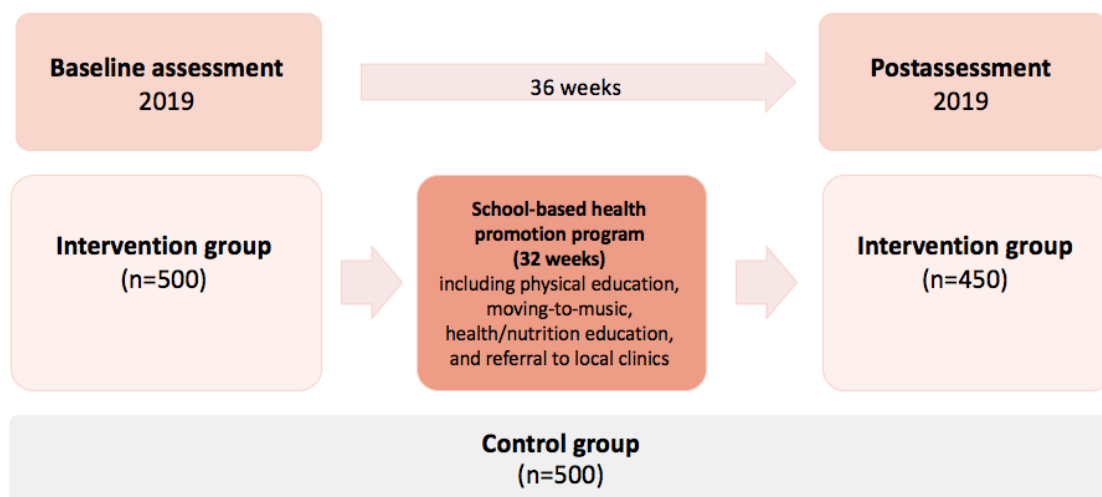 Baseline assessment
2019
36 weeks
Postassessment
2019
Intervention group
(n=500)
School-based health
promotion program
(32 weeks)
including physical education,
moving-to-music,
health/nutrition education,
and referral to local clinics
Intervention group
(n=450)
Control group
(n=500)